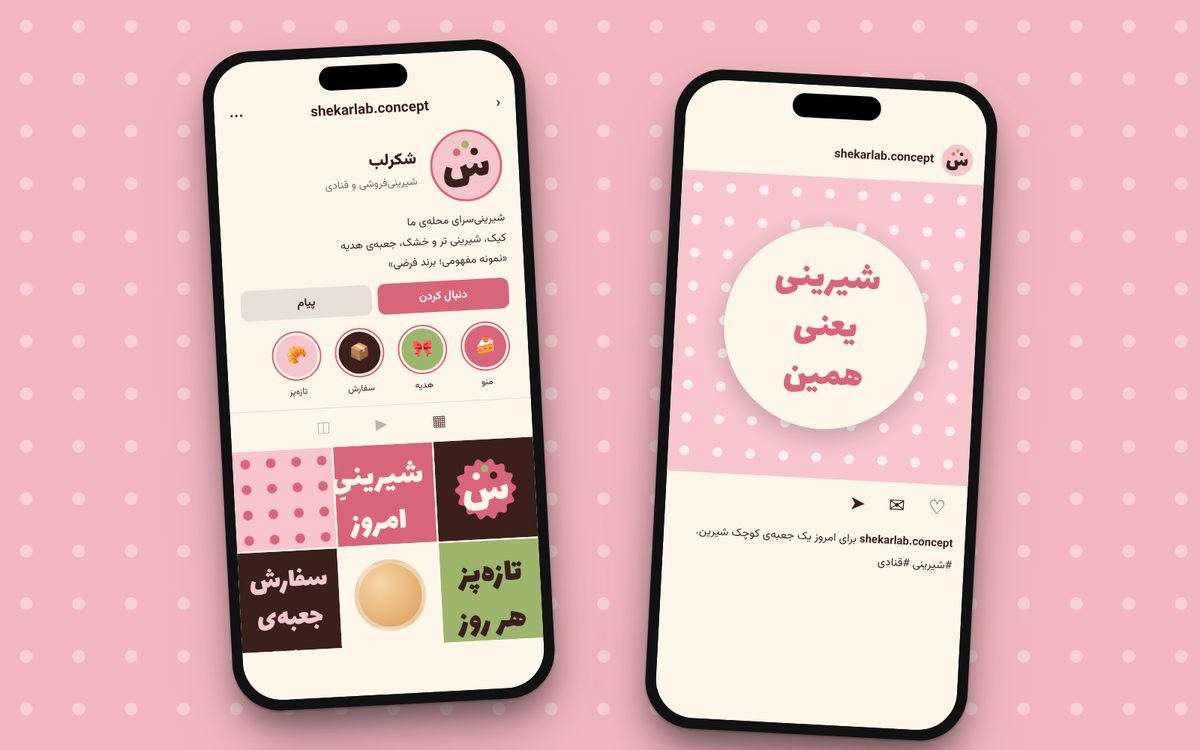 shekarlab.concept
ش
شکرلب
شیرینی‌فروشی و قنادی
شیرینی‌سرای محله‌ی ما
کیک، شیرینی تر و خشک، جعبه‌ی هدیه
«نمونه مفهومی؛ برند فرضی»
دنبال کردن
پیام
منو
هدیه
سفارش
تازه‌پز
ش
شیرینیِ
امروز
تازه‌پز
هر روز
سفارش
جعبه‌ی
ش
shekarlab.concept
شیرینی
یعنی
همین
shekarlab.concept برای امروز یک جعبه‌ی کوچک شیرین.
#شیرینی #قنادی